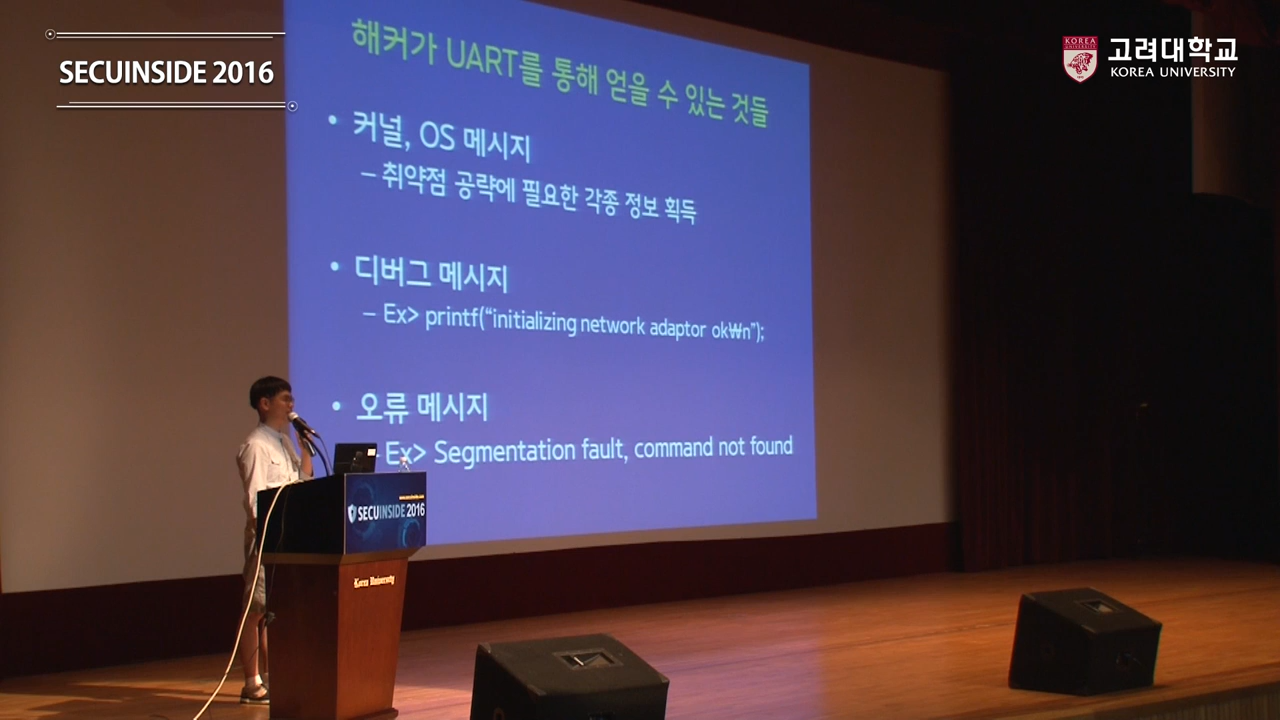 SECUINSIDE 2016
KOREA
UNIVERSITY
고려대학교
KOREA UNIVERSITY
해커가 UART를 통해 얻을 수 있는 것들
• 커널, OS 메시지
– 취약점 공략에 필요한 각종 정보 획득
• 디버그 메시지
– Ex> printf("initializing network adaptor ok₩n");
• 오류 메시지
- Ex> Segmentation fault, command not found
SECUINSIDE 2016
Korea University